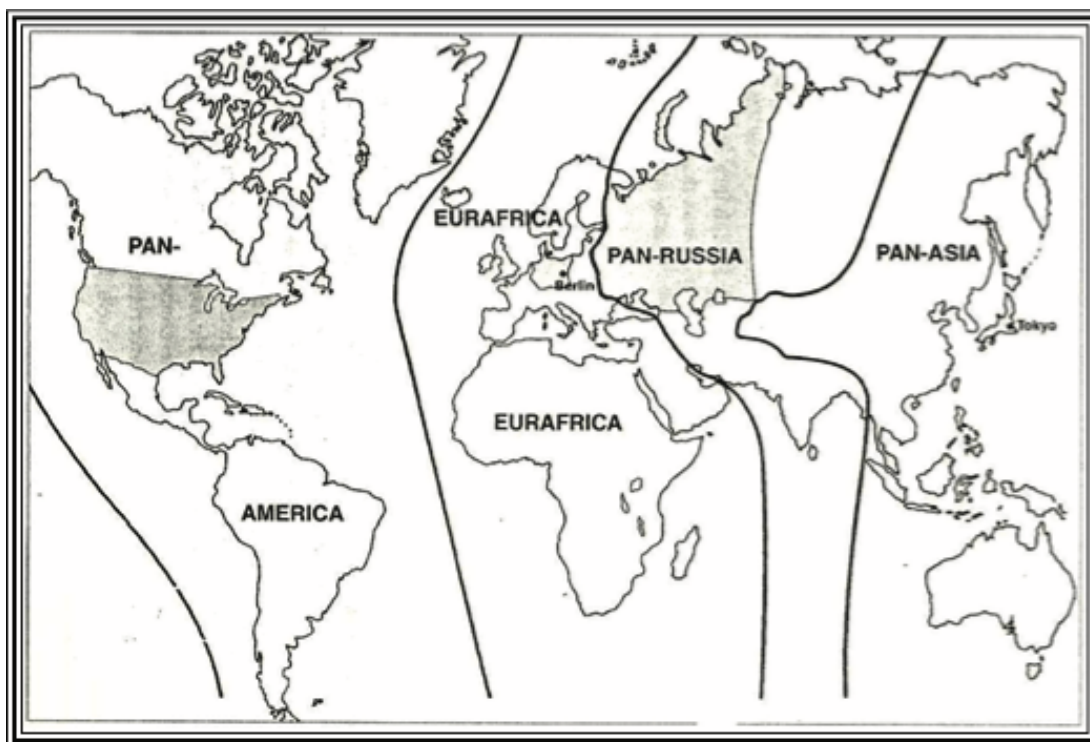 EURAFRICA
PAN-
PAN-RUSSIA
PAN-ASIA
Berlin
Tokyo
EURAFRICA
AMERICA